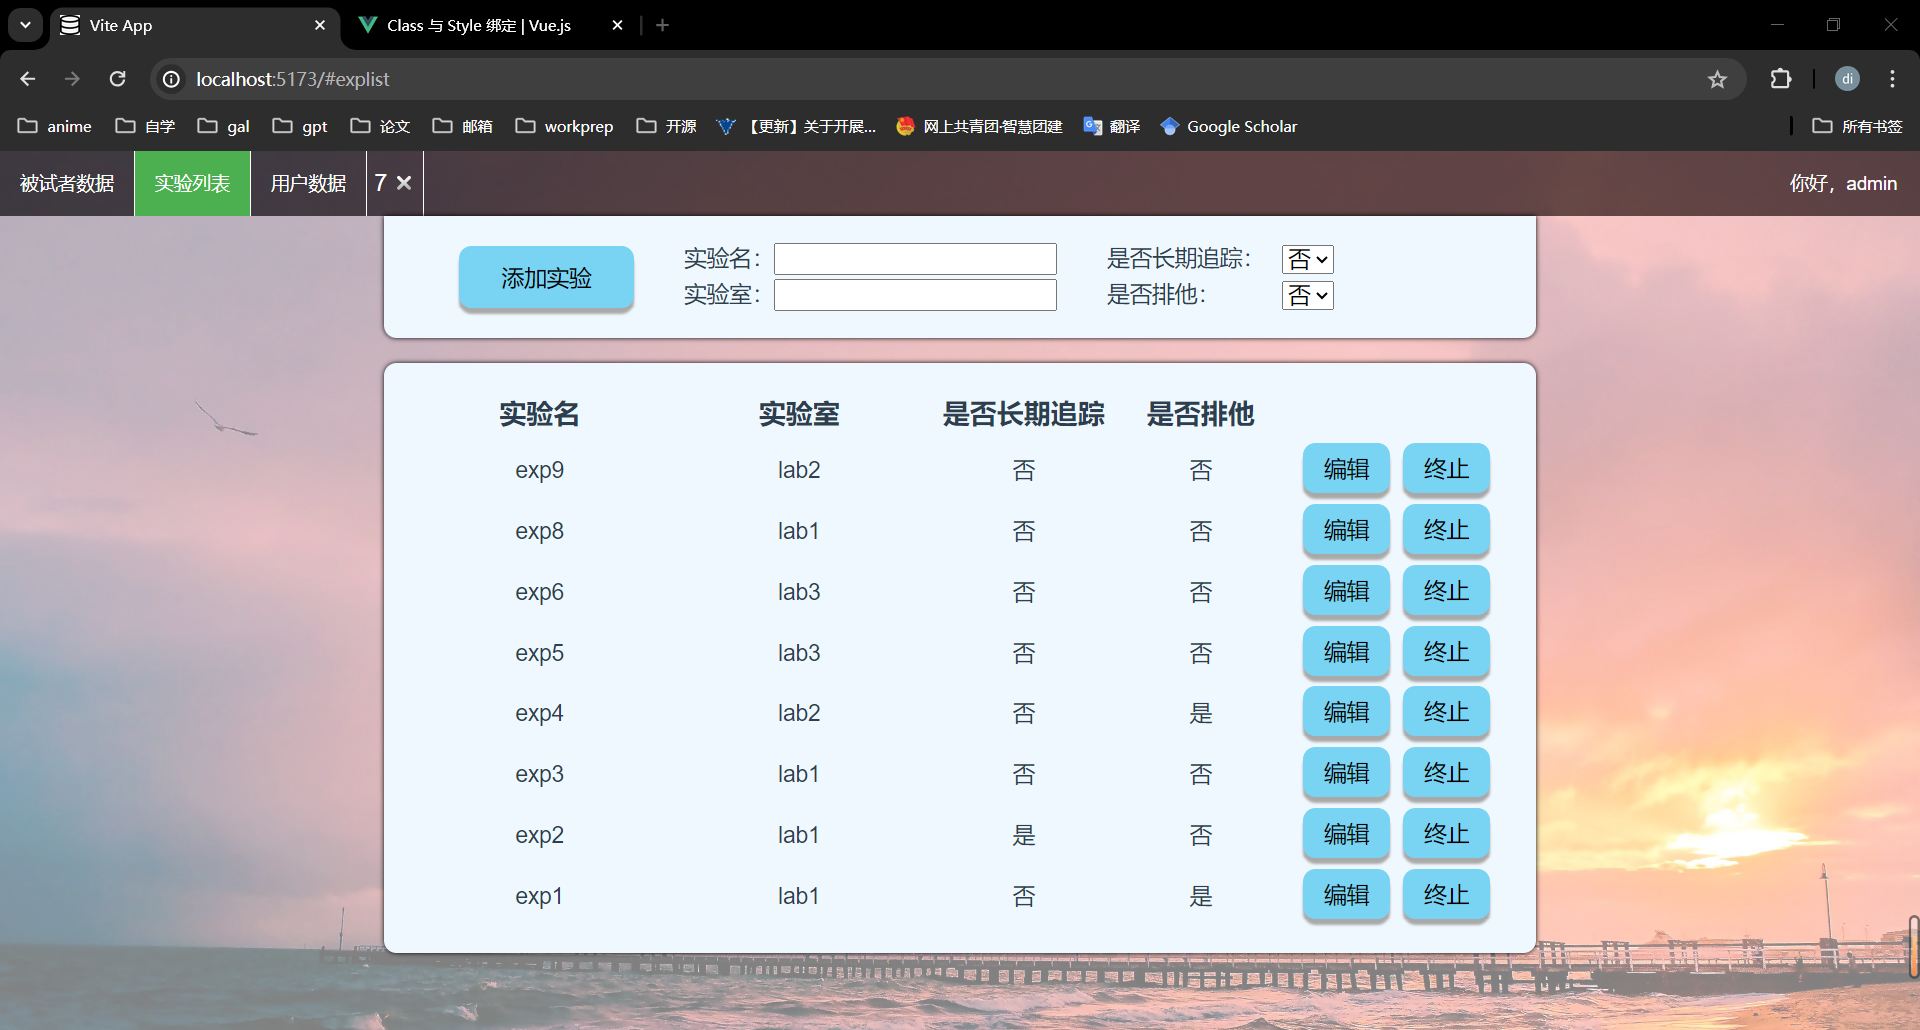 Vite App
Class 与 Style 绑定 | Vue.js
localhost:5173/#explist
di
anime
自学
gal
gpt
论文
邮箱
workprep
开源
【更新】关于开展...
网上共青团·智慧团建
翻译
Google Scholar
所有书签
被试者数据
实验列表
用户数据
7
你好，admin
添加实验
实验名：
是否长期追踪：
否
实验室：
是否排他：
否
实验名 实验室 是否长期追踪 是否排他
exp9 lab2 否 否 编辑 终止
exp8 lab1 否 否 编辑 终止
exp6 lab3 否 否 编辑 终止
exp5 lab3 否 否 编辑 终止
exp4 lab2 否 是 编辑 终止
exp3 lab1 否 否 编辑 终止
exp2 lab1 是 否 编辑 终止
exp1 lab1 否 是 编辑 终止